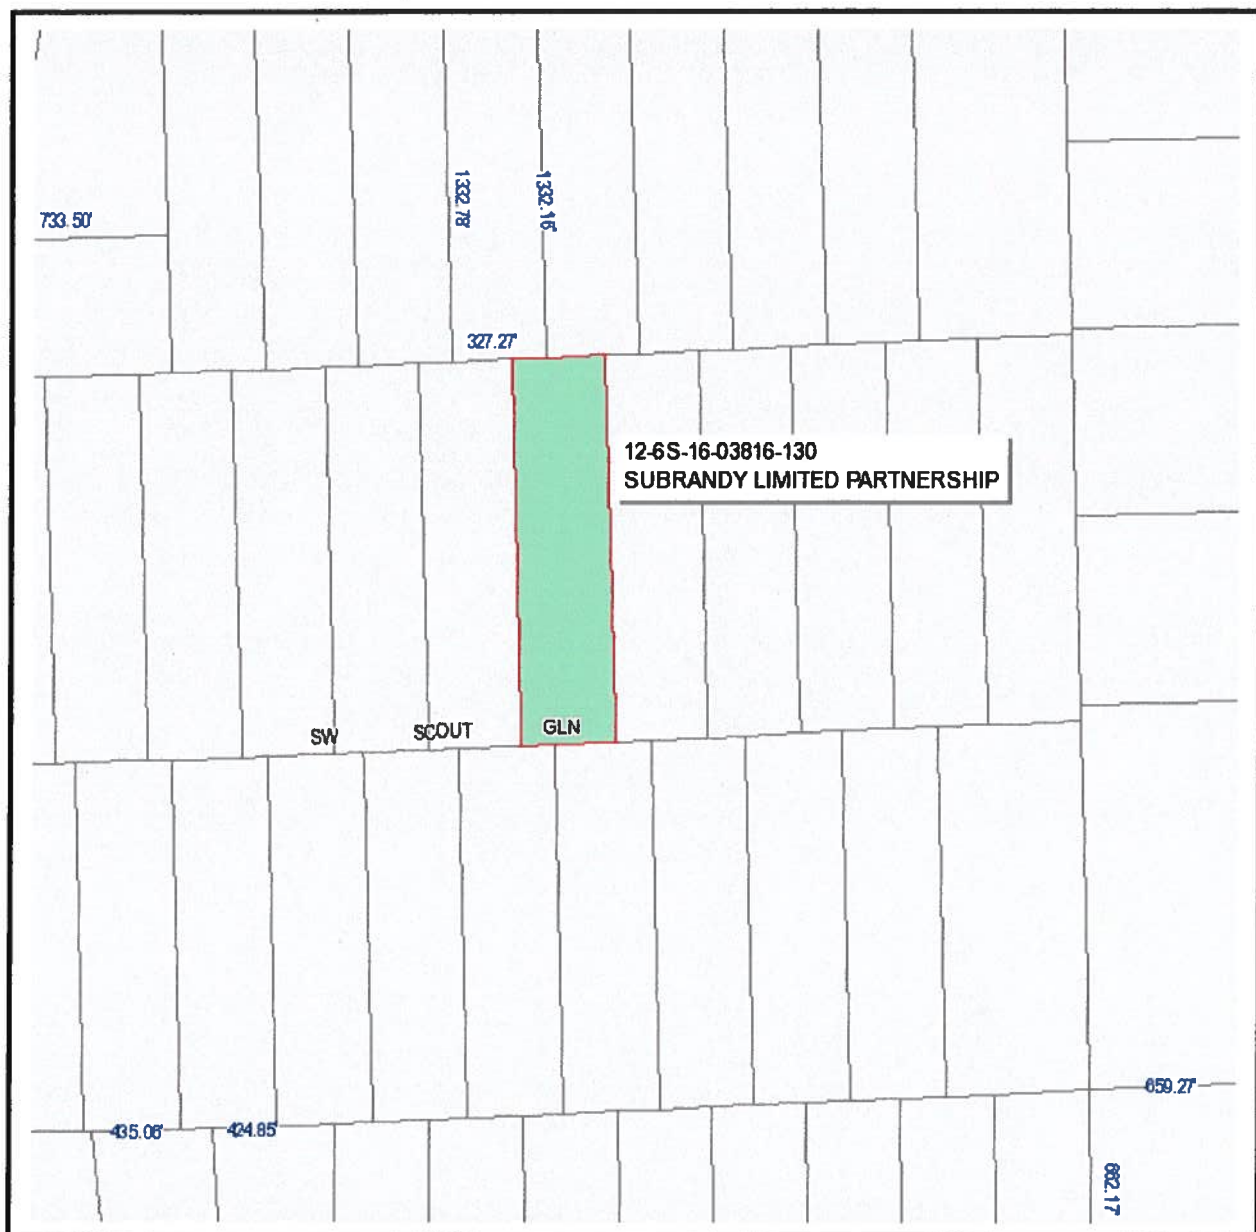 1332.78'
1332.16'
733.50'
327.27'
12-6S-16-03816-130
SUBRANDY LIMITED PARTNERSHIP
SW SCOUT GLN
659.27'
435.06' 424.85'
662.17'